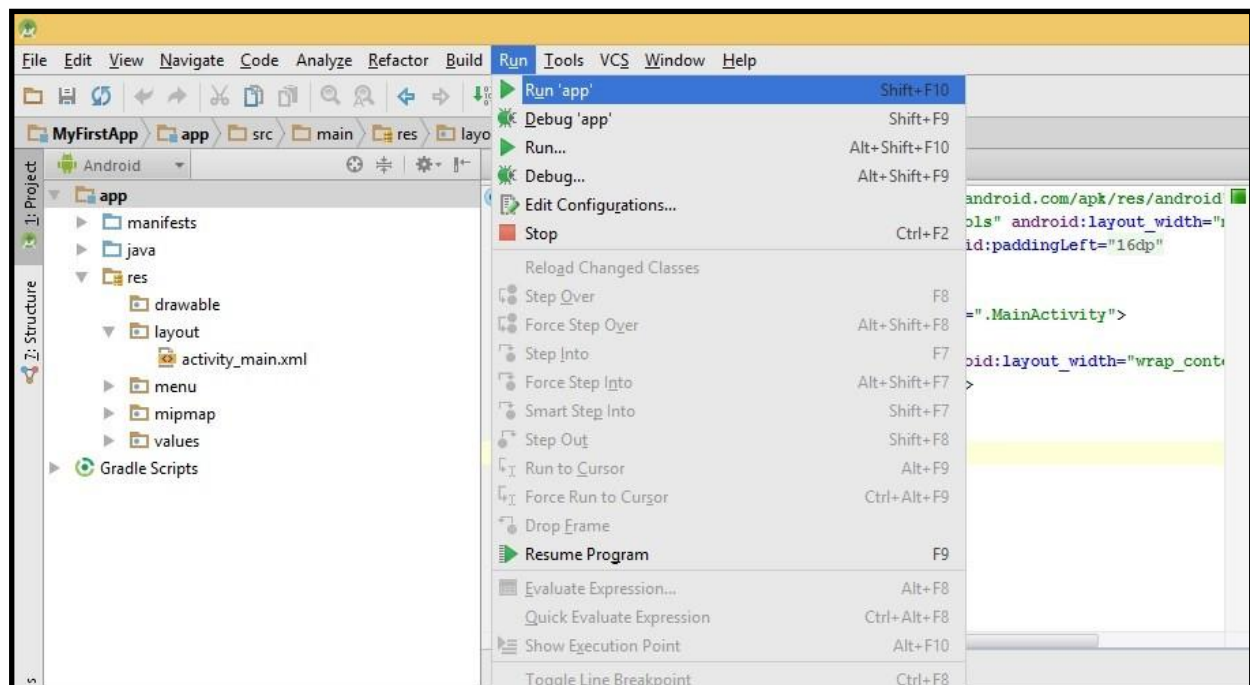 File Edit View Navigate Code Analyze Refactor Build Run Tools VCS Window Help
MyFirstApp app src main res layo
Android
1: Project
7: Structure
app
manifests
java
res
drawable
layout
activity_main.xml
menu
mipmap
values
Gradle Scripts
Run 'app' Shift+F10
Debug 'app' Shift+F9
Run... Alt+Shift+F10
Debug... Alt+Shift+F9
Edit Configurations...
Stop Ctrl+F2
Reload Changed Classes
Step Over F8
Force Step Over Alt+Shift+F8
Step Into F7
Force Step Into Alt+Shift+F7
Smart Step Into Shift+F7
Step Out Shift+F8
Run to Cursor Alt+F9
Force Run to Cursor Ctrl+Alt+F9
Drop Frame
Resume Program F9
Evaluate Expression... Alt+F8
Quick Evaluate Expression Ctrl+Alt+F8
Show Execution Point Alt+F10
Toggle Line Breakpoint Ctrl+F8
android.com/apk/res/android
ols" android:layout_width="
id:paddingLeft="16dp"
=".MainActivity">
oid:layout_width="wrap_conte
>